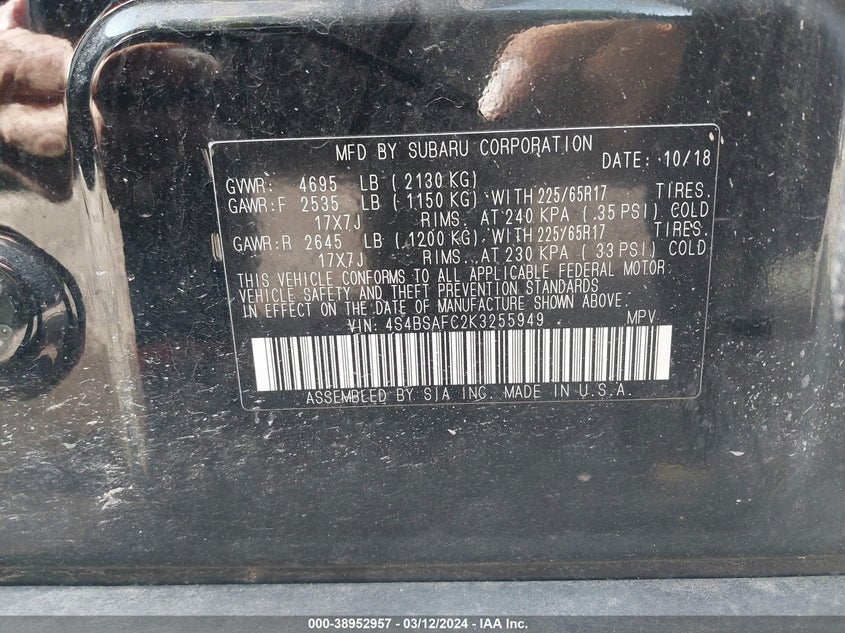 MFD BY SUBARU CORPORATION DATE: 10/18
GVWR: 4695 LB ( 2130 KG)
GAWR:F 2535 LB ( 1150 KG) WITH 225/65R17 TIRES.
17X7J RIMS. AT 240 KPA ( 35 PSI) COLD
GAWR:R 2645 LB ( 1200 KG) WITH 225/65R17 TIRES.
17X7J RIMS. AT 230 KPA ( 33 PSI) COLD
THIS VEHICLE CONFORMS TO ALL APPLICABLE FEDERAL MOTOR
VEHICLE SAFETY AND THEFT PREVENTION STANDARDS
IN EFFECT ON THE DATE OF MANUFACTURE SHOWN ABOVE.
VIN: 4S4BSAFC2K3255949 MPV
ASSEMBLED BY SIA INC. MADE IN U.S.A.
000-38952957 - 03/12/2024 - IAA Inc.